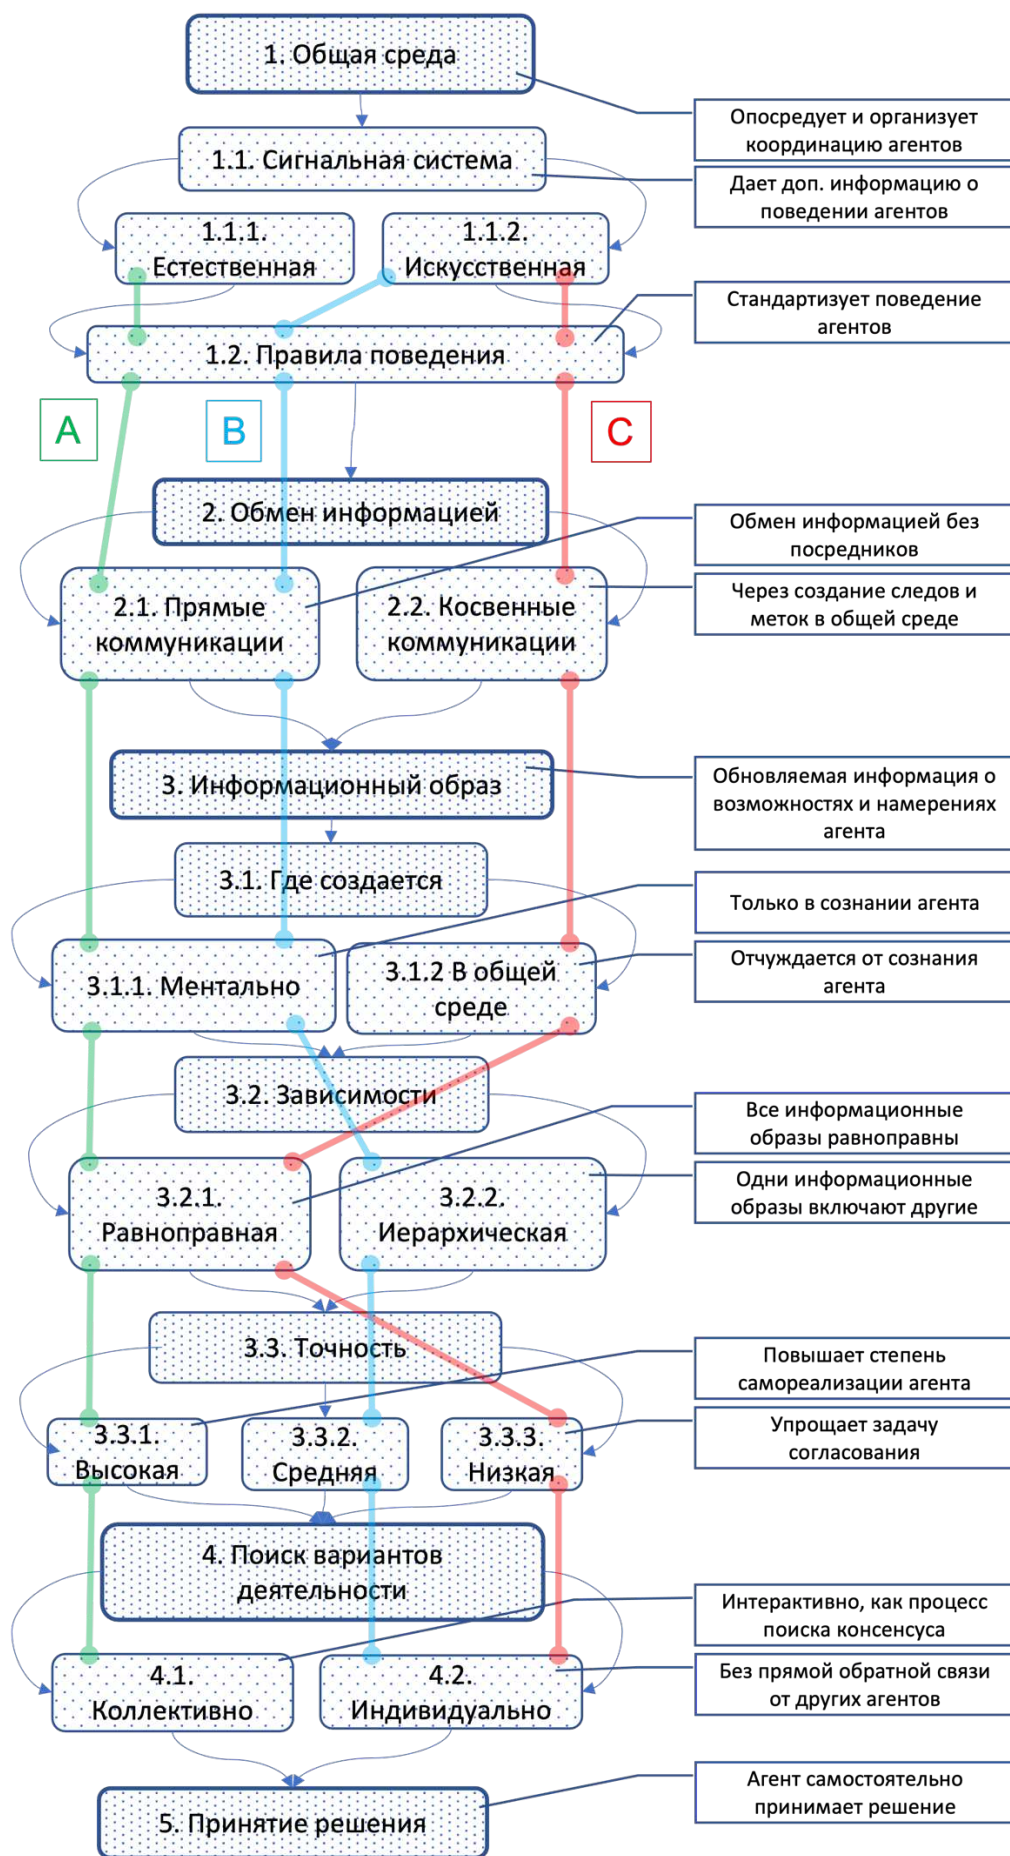 1. Общая среда
Опосредует и организует
координацию агентов
1.1. Сигнальная система
Дает доп. информацию о
поведении агентов
1.1.1.
Естественная
1.1.2.
Искусственная
Стандартизует поведение
агентов
1.2. Правила поведения
A
B
C
2. Обмен информацией
Обмен информацией без
посредников
2.1. Прямые
коммуникации
2.2. Косвенные
коммуникации
Через создание следов и
меток в общей среде
3. Информационный образ
Обновляемая информация о
возможностях и намерениях
агента
3.1. Где создается
Только в сознании агента
3.1.1. Ментально
3.1.2 В общей
среде
Отчуждается от сознания
агента
3.2. Зависимости
Все информационные
образы равноправны
3.2.1.
Равноправная
3.2.2.
Иерархическая
Одни информационные
образы включают другие
3.3. Точность
Повышает степень
самореализации агента
3.3.1.
Высокая
3.3.2.
Средняя
3.3.3.
Низкая
Упрощает задачу
согласования
4. Поиск вариантов
деятельности
Интерактивно, как процесс
поиска консенсуса
4.1.
Коллективно
4.2.
Индивидуально
Без прямой обратной связи
от других агентов
5. Принятие решения
Агент самостоятельно
принимает решение